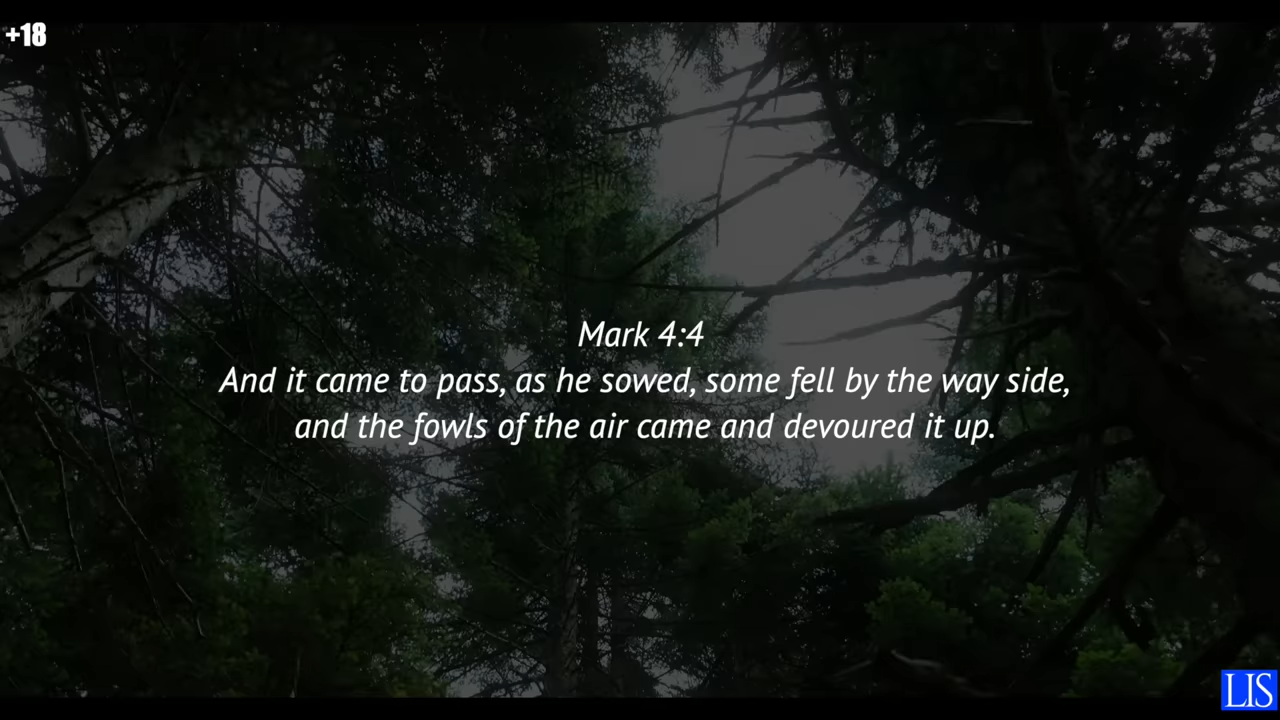 +18
Mark 4:4
And it came to pass, as he sowed, some fell by the way side,
and the fowls of the air came and devoured it up.
LIS